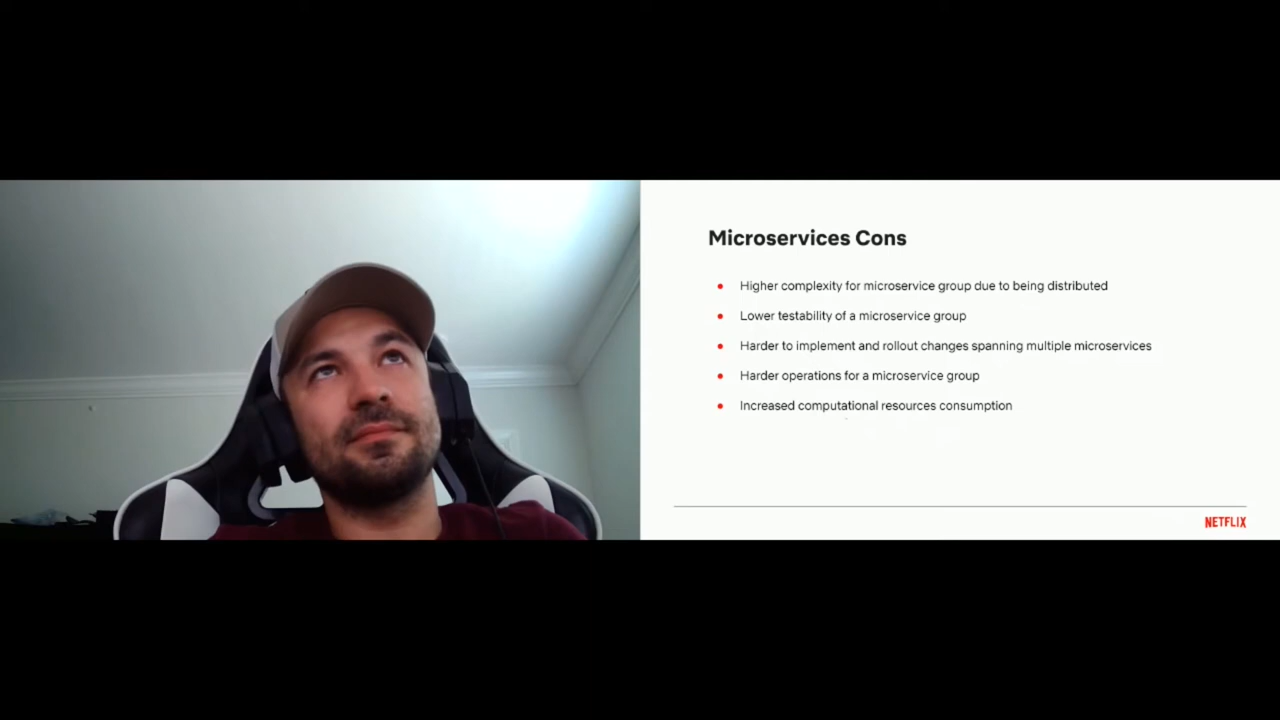 Microservices Cons
Higher complexity for microservice group due to being distributed
Lower testability of a microservice group
Harder to implement and rollout changes spanning multiple microservices
Harder operations for a microservice group
Increased computational resources consumption
NETFLIX